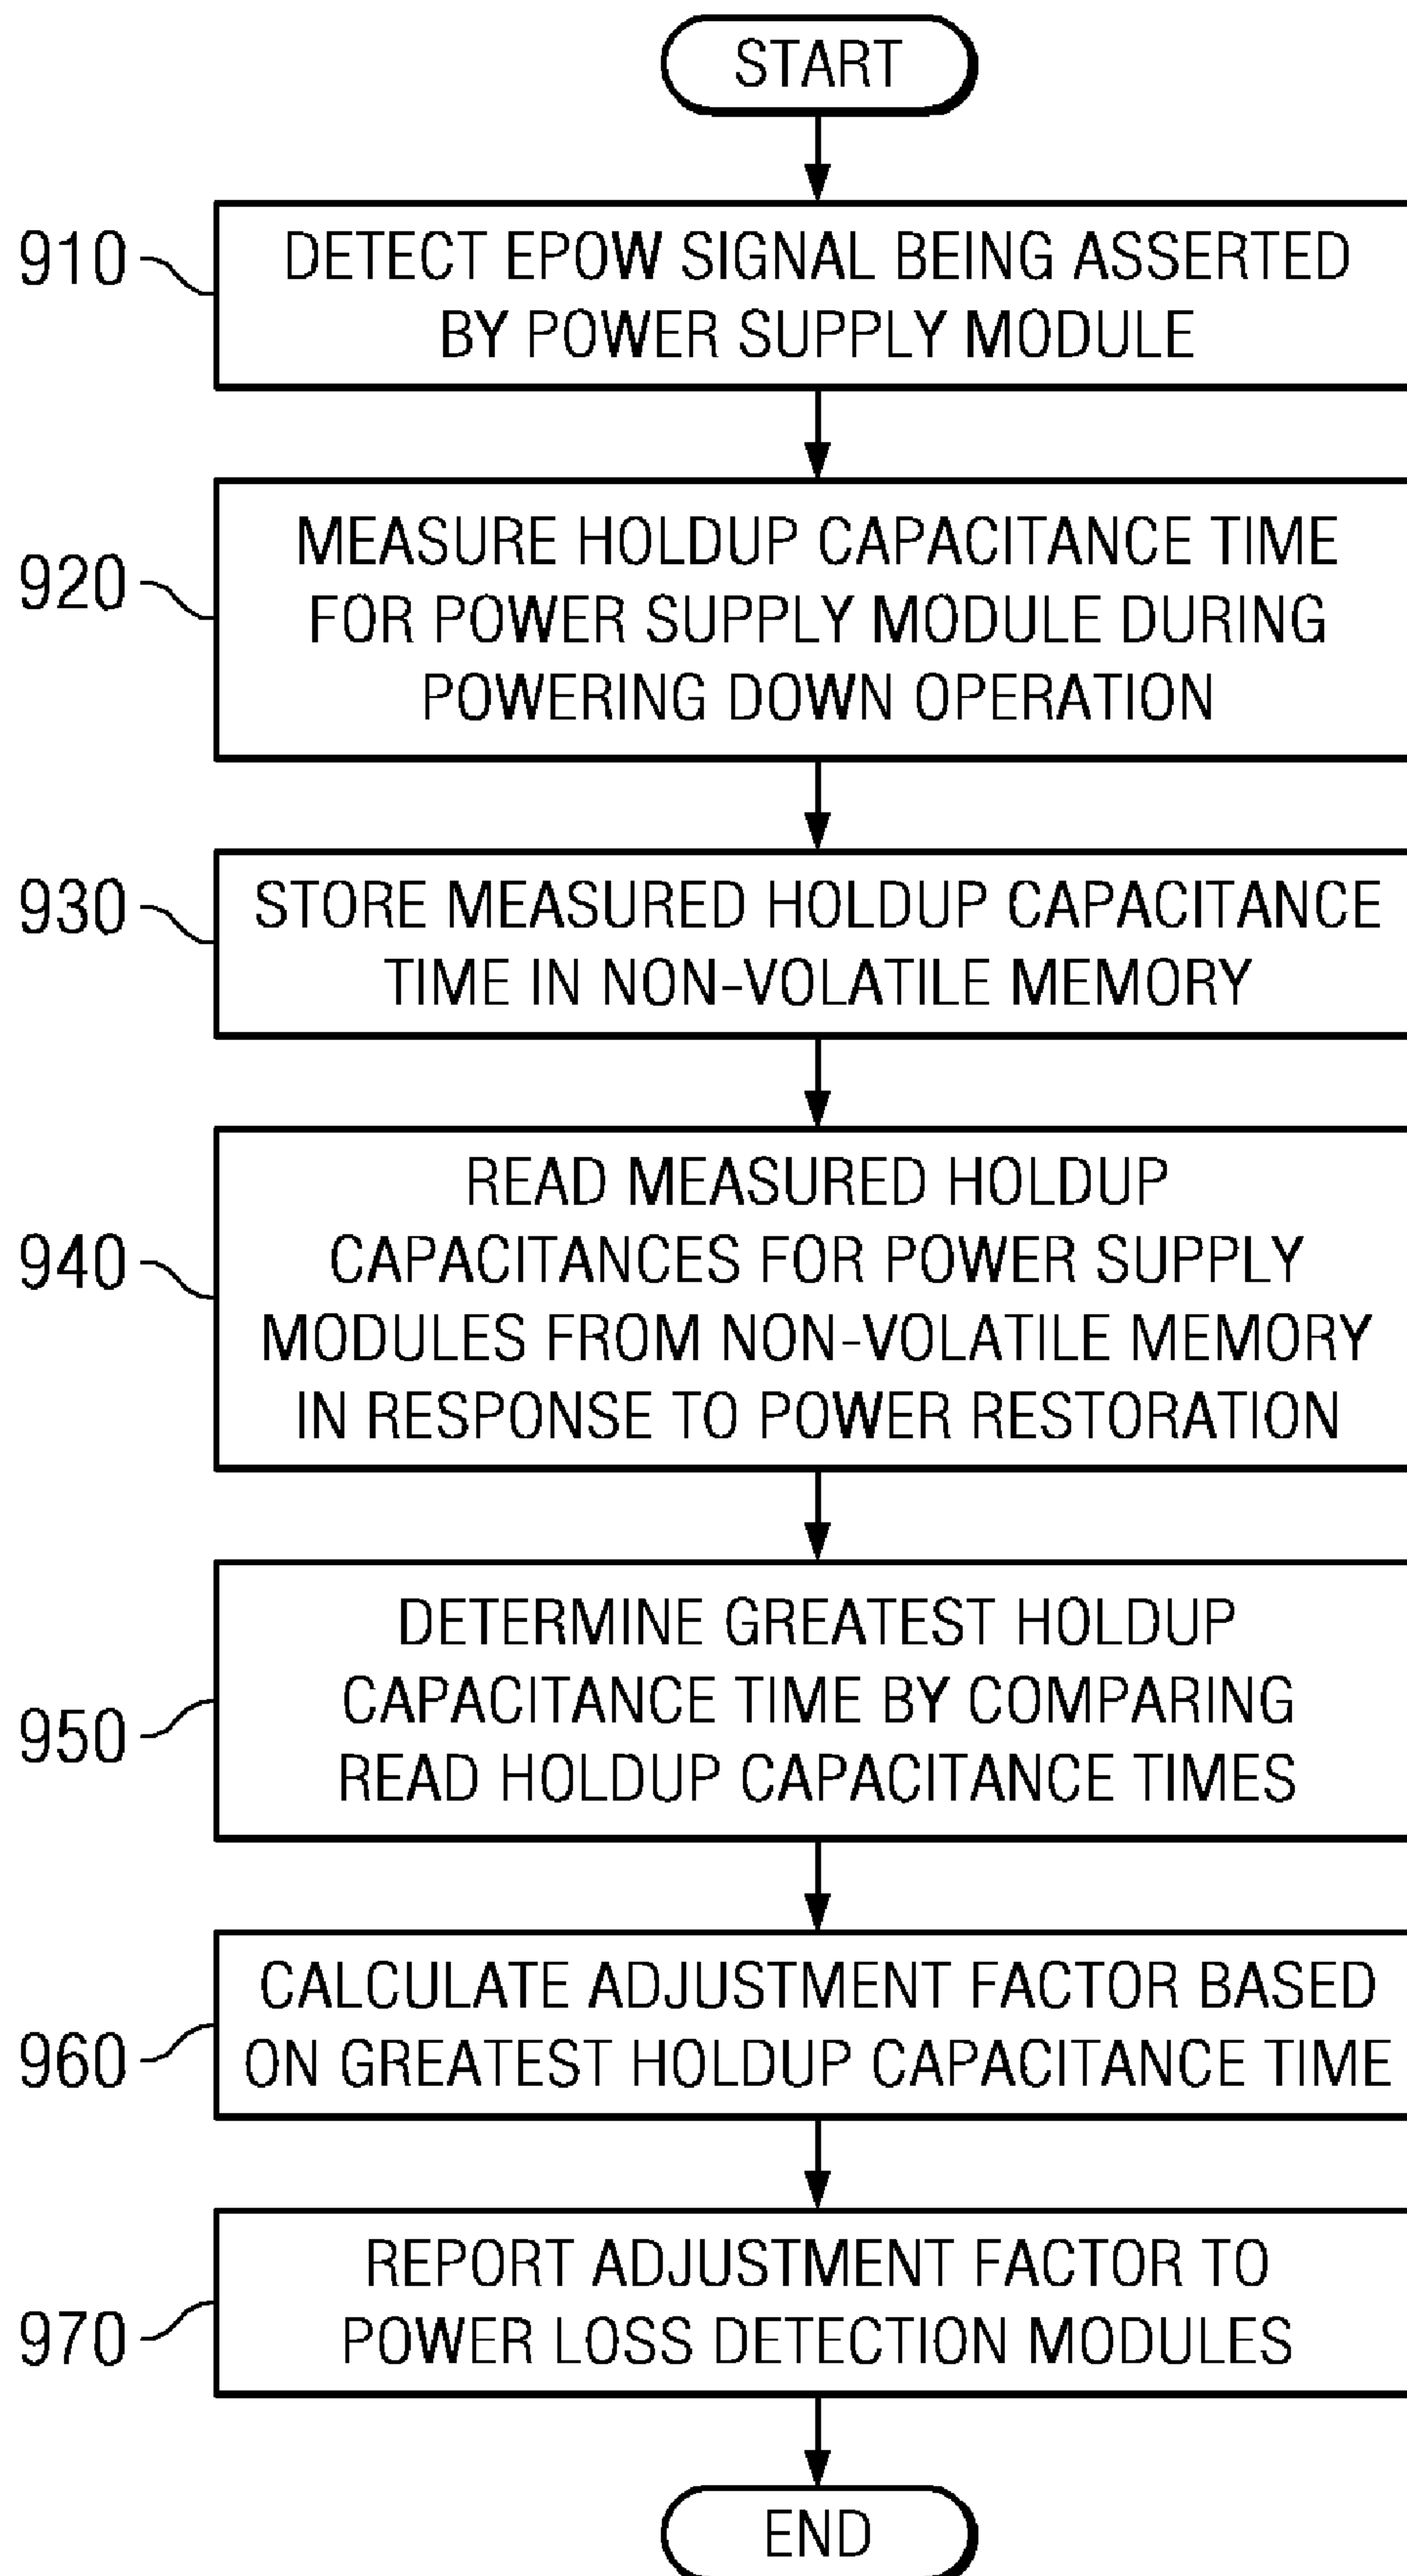 START
910
DETECT EPOW SIGNAL BEING ASSERTED
BY POWER SUPPLY MODULE
920
MEASURE HOLDUP CAPACITANCE TIME
FOR POWER SUPPLY MODULE DURING
POWERING DOWN OPERATION
930
STORE MEASURED HOLDUP CAPACITANCE
TIME IN NON-VOLATILE MEMORY
940
READ MEASURED HOLDUP
CAPACITANCES FOR POWER SUPPLY
MODULES FROM NON-VOLATILE MEMORY
IN RESPONSE TO POWER RESTORATION
950
DETERMINE GREATEST HOLDUP
CAPACITANCE TIME BY COMPARING
READ HOLDUP CAPACITANCE TIMES
960
CALCULATE ADJUSTMENT FACTOR BASED
ON GREATEST HOLDUP CAPACITANCE TIME
970
REPORT ADJUSTMENT FACTOR TO
POWER LOSS DETECTION MODULES
END